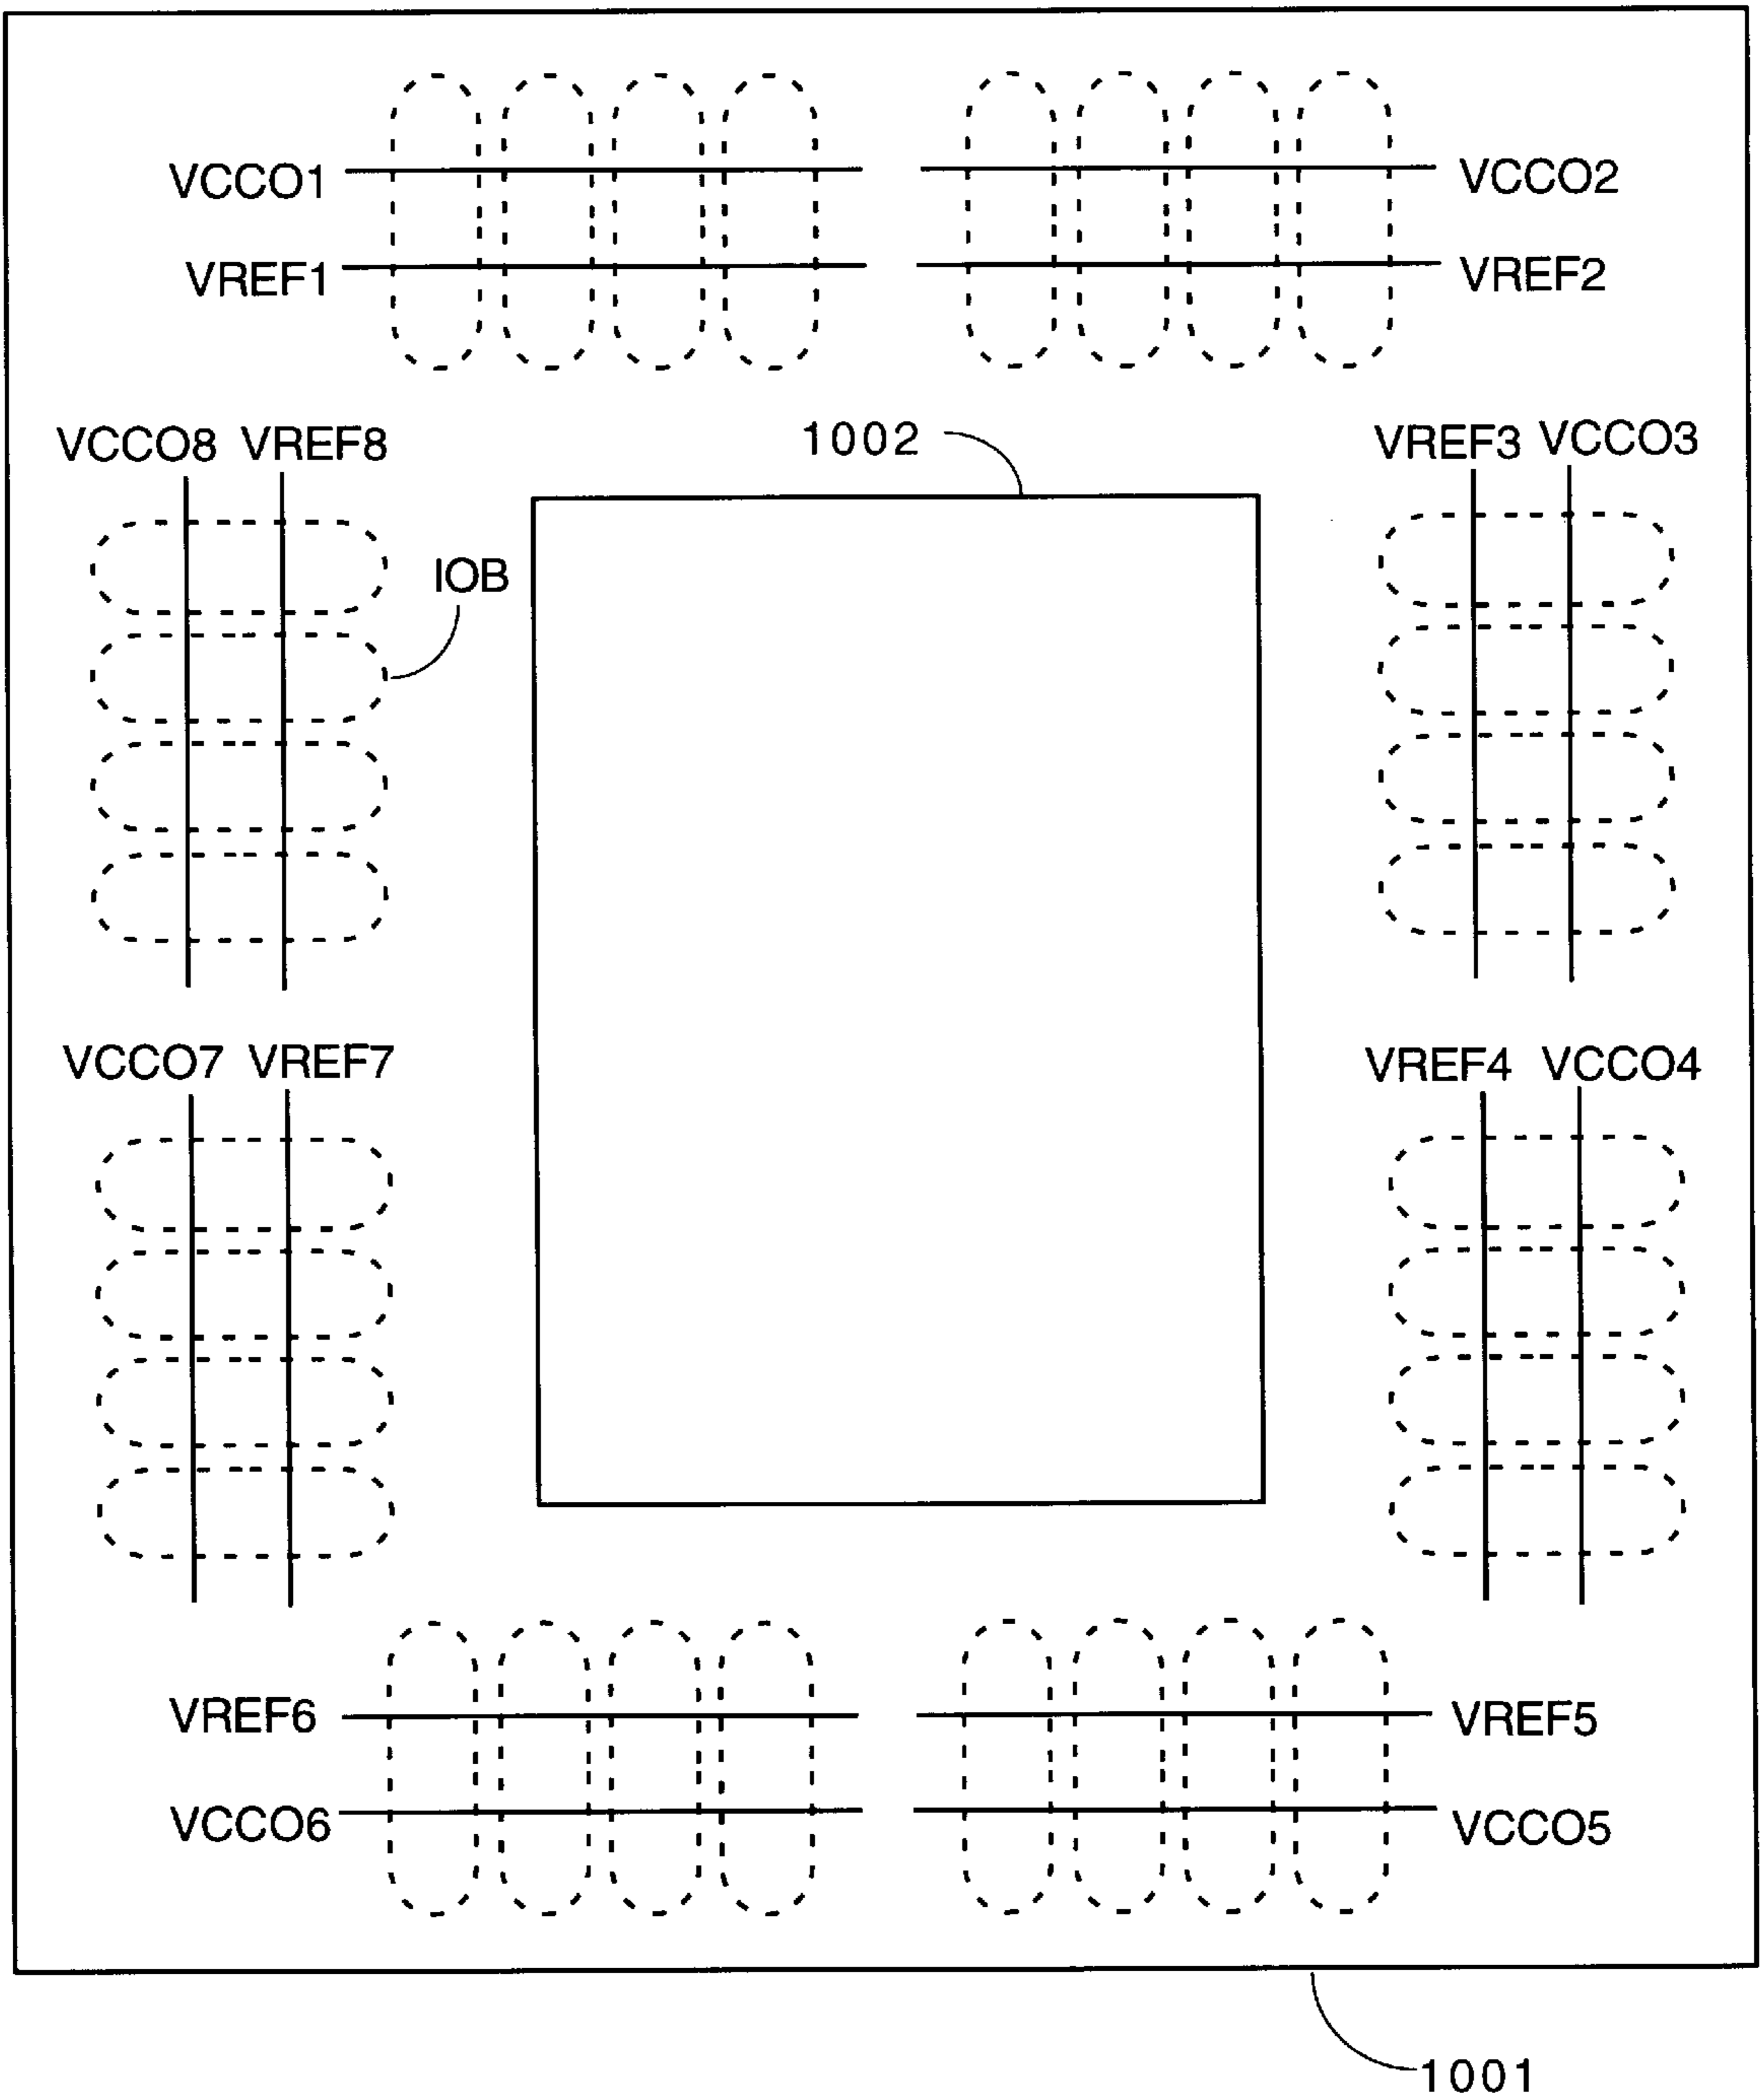 VCCO1
VCCO2
VREF1
VREF2
VCCO8 VREF8
1002
VREF3 VCCO3
IOB
VCCO7 VREF7
VREF4 VCCO4
VREF6
VREF5
VCCO6
VCCO5
1001